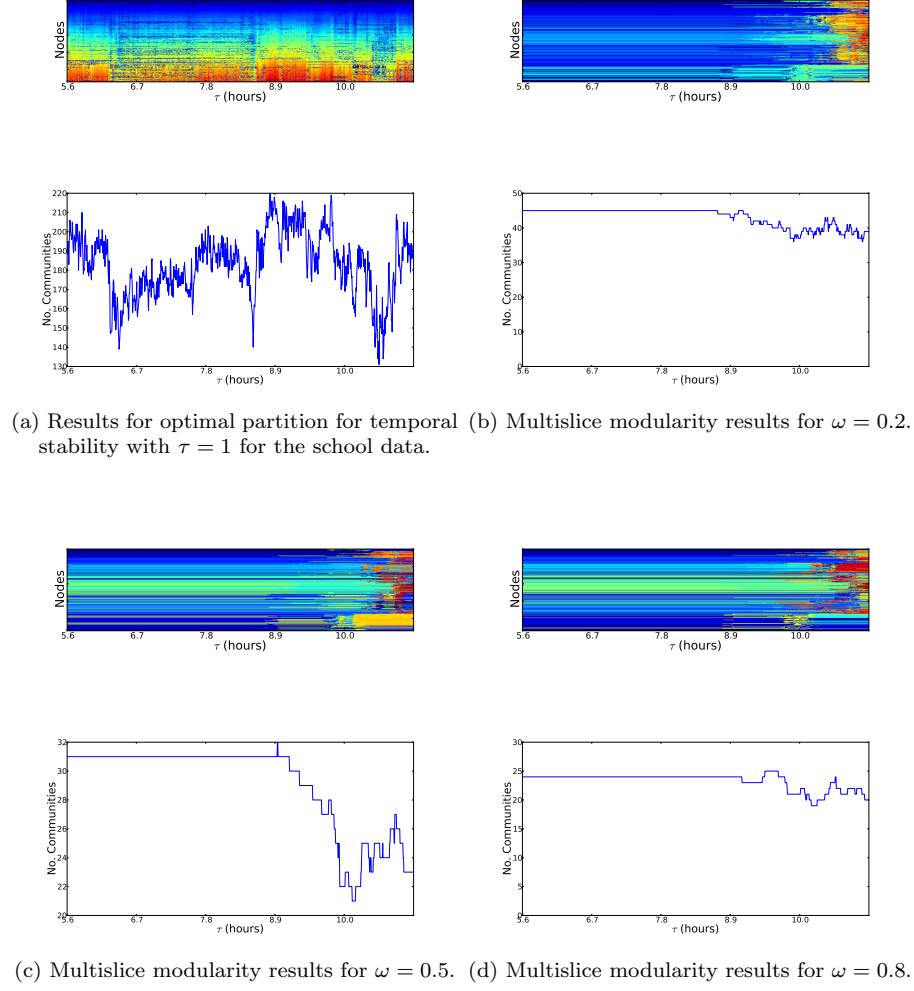 Nodes
5.6 6.7 7.8 8.9 10.0
τ (hours)
Nodes
5.6 6.7 7.8 8.9 10.0
τ (hours)
220
210
200
190
180
170
160
150
140
130
No. Communities
5.6 6.7 7.8 8.9 10.0
τ (hours)
50
40
30
20
10
0
No. Communities
5.6 6.7 7.8 8.9 10.0
τ (hours)
(a) Results for optimal partition for temporal
stability with τ = 1 for the school data.
(b) Multislice modularity results for ω = 0.2.
Nodes
5.6 6.7 7.8 8.9 10.0
τ (hours)
Nodes
5.6 6.7 7.8 8.9 10.0
τ (hours)
32
30
28
26
24
22
20
No. Communities
5.6 6.7 7.8 8.9 10.0
τ (hours)
30
25
20
15
10
5
0
No. Communities
5.6 6.7 7.8 8.9 10.0
τ (hours)
(c) Multislice modularity results for ω = 0.5.
(d) Multislice modularity results for ω = 0.8.